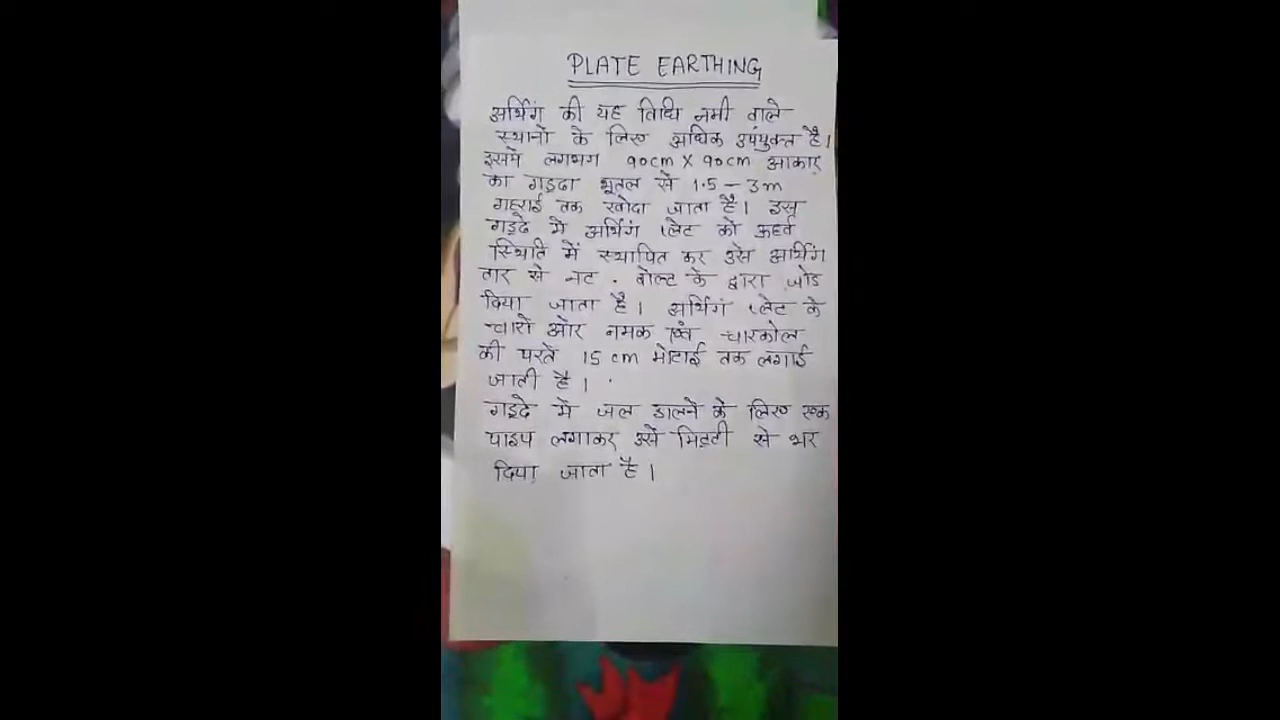 PLATE EARTHING
अर्थिंग की यह विधि नमी वाले
स्थानों के लिए अधिक उपयुक्त है।
इसमें लगभग 90cm X 90cm आकार
का गड्ढा भूतल से 1.5 – 3m
गहराई तक खोदा जाता है। इस
गड्ढे में अर्थिंग प्लेट को ऊर्ध्व
स्थिति में स्थापित कर उसे अर्थिंग
तार से नट . बोल्ट के द्वारा जोड
दिया जाता है। अर्थिंग प्लेट के
चारों ओर नमक एवं चारकोल
की परतें 15 cm मोटाई तक लगाई
जाती है।
गड्ढे में जल डालने के लिए एक
पाइप लगाकर उसे मिट्टी से भर
दिया जाता है।